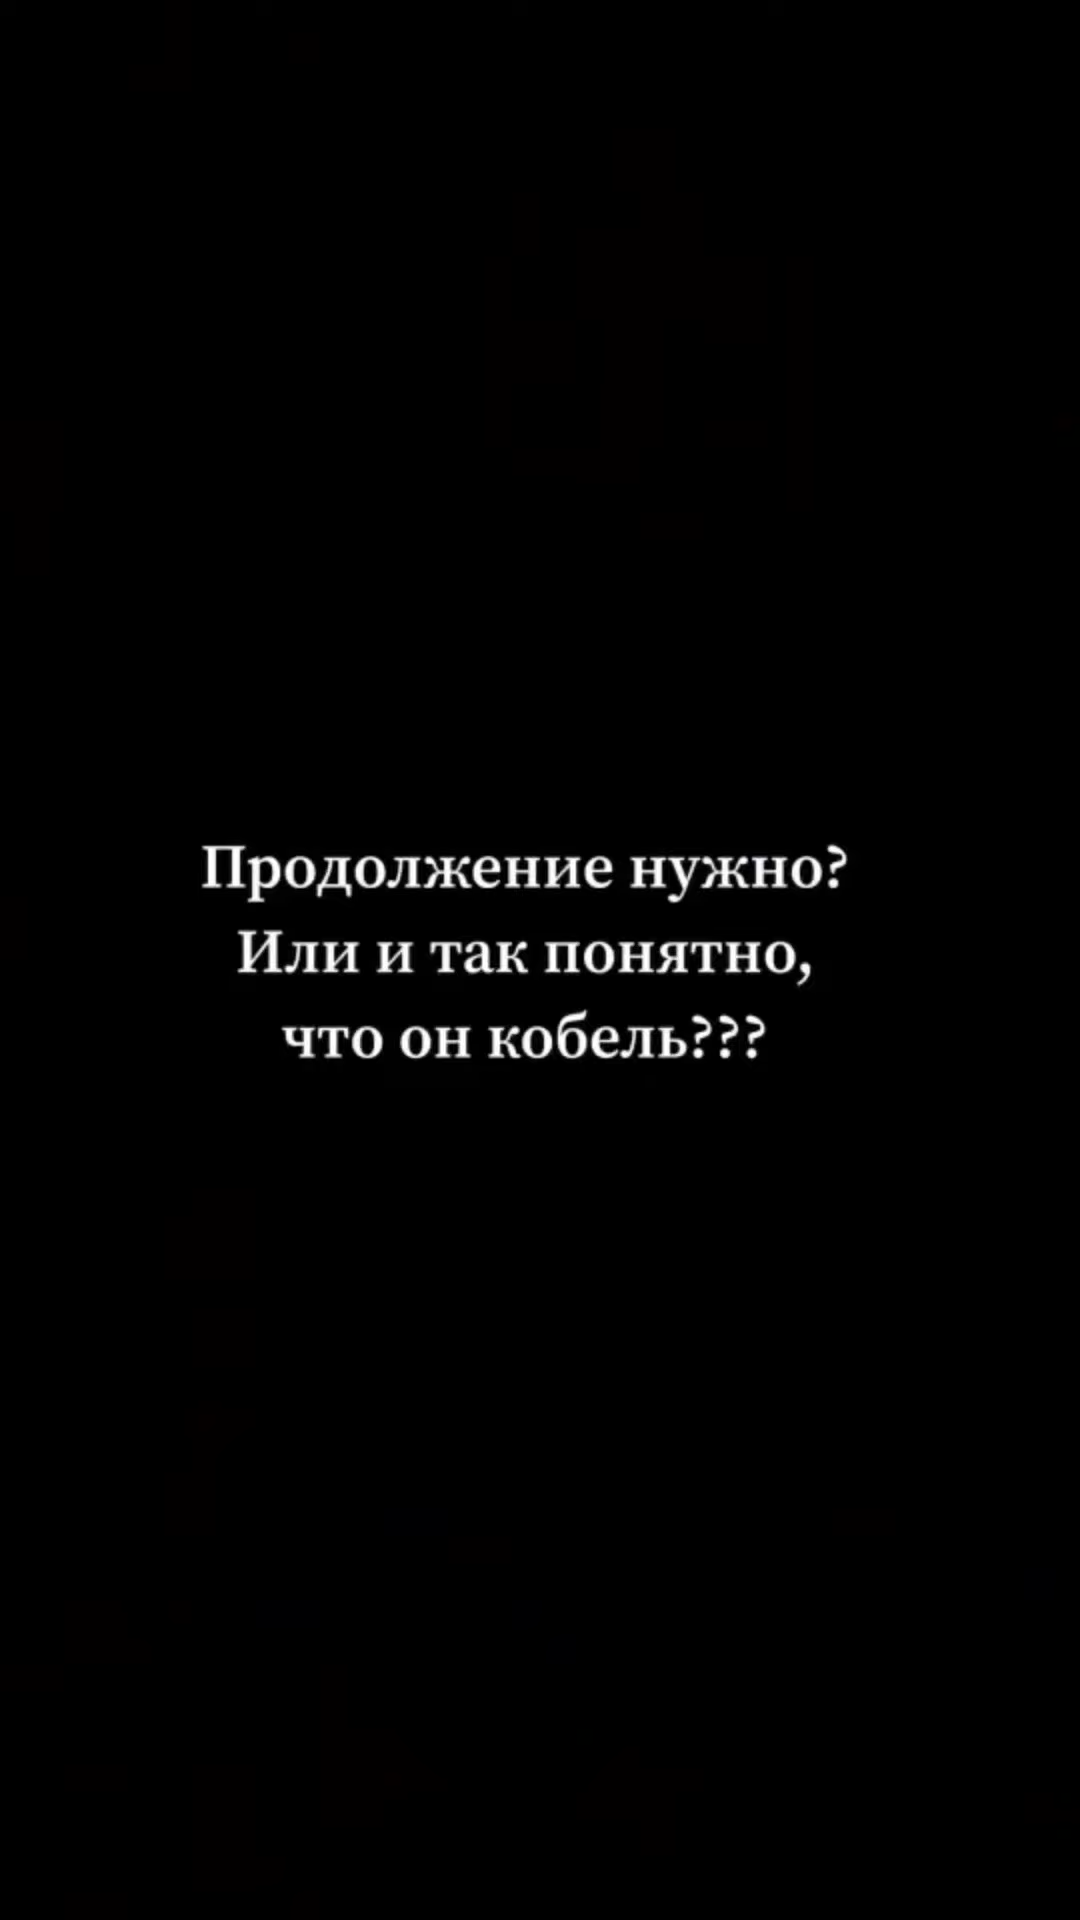 Продолжение нужно?
Или и так понятно,
что он кобель???